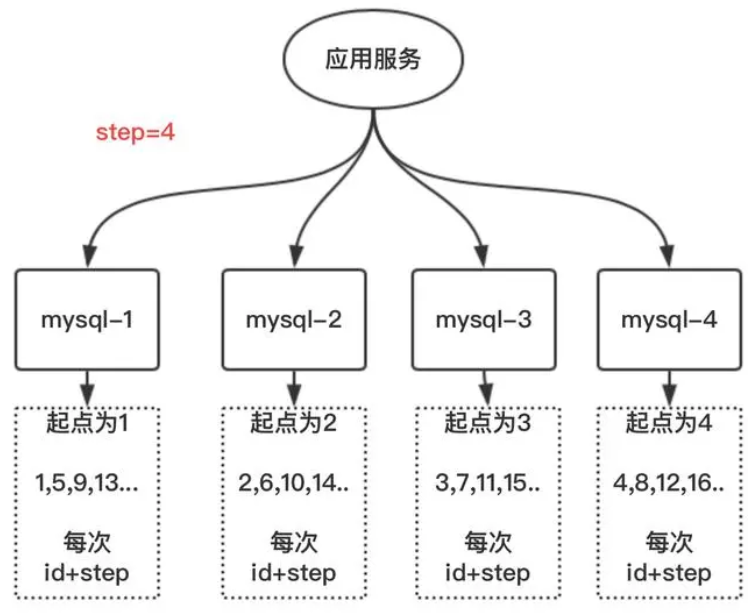 应用服务
step=4
mysql-1
mysql-2
mysql-3
mysql-4
起点为1
1,5,9,13...
每次
id+step
起点为2
2,6,10,14..
每次
id+step
起点为3
3,7,11,15..
每次
id+step
起点为4
4,8,12,16..
每次
id+step